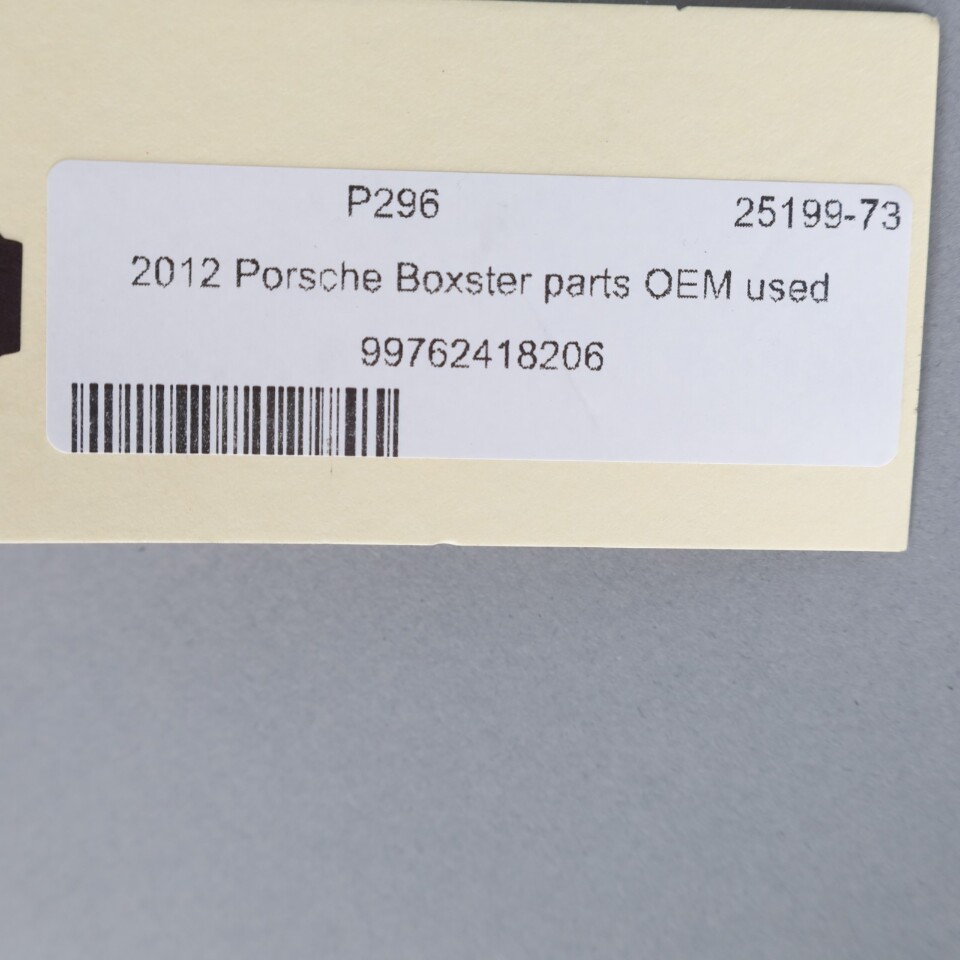 P296 25199-73
2012 Porsche Boxster parts OEM used
99762418206